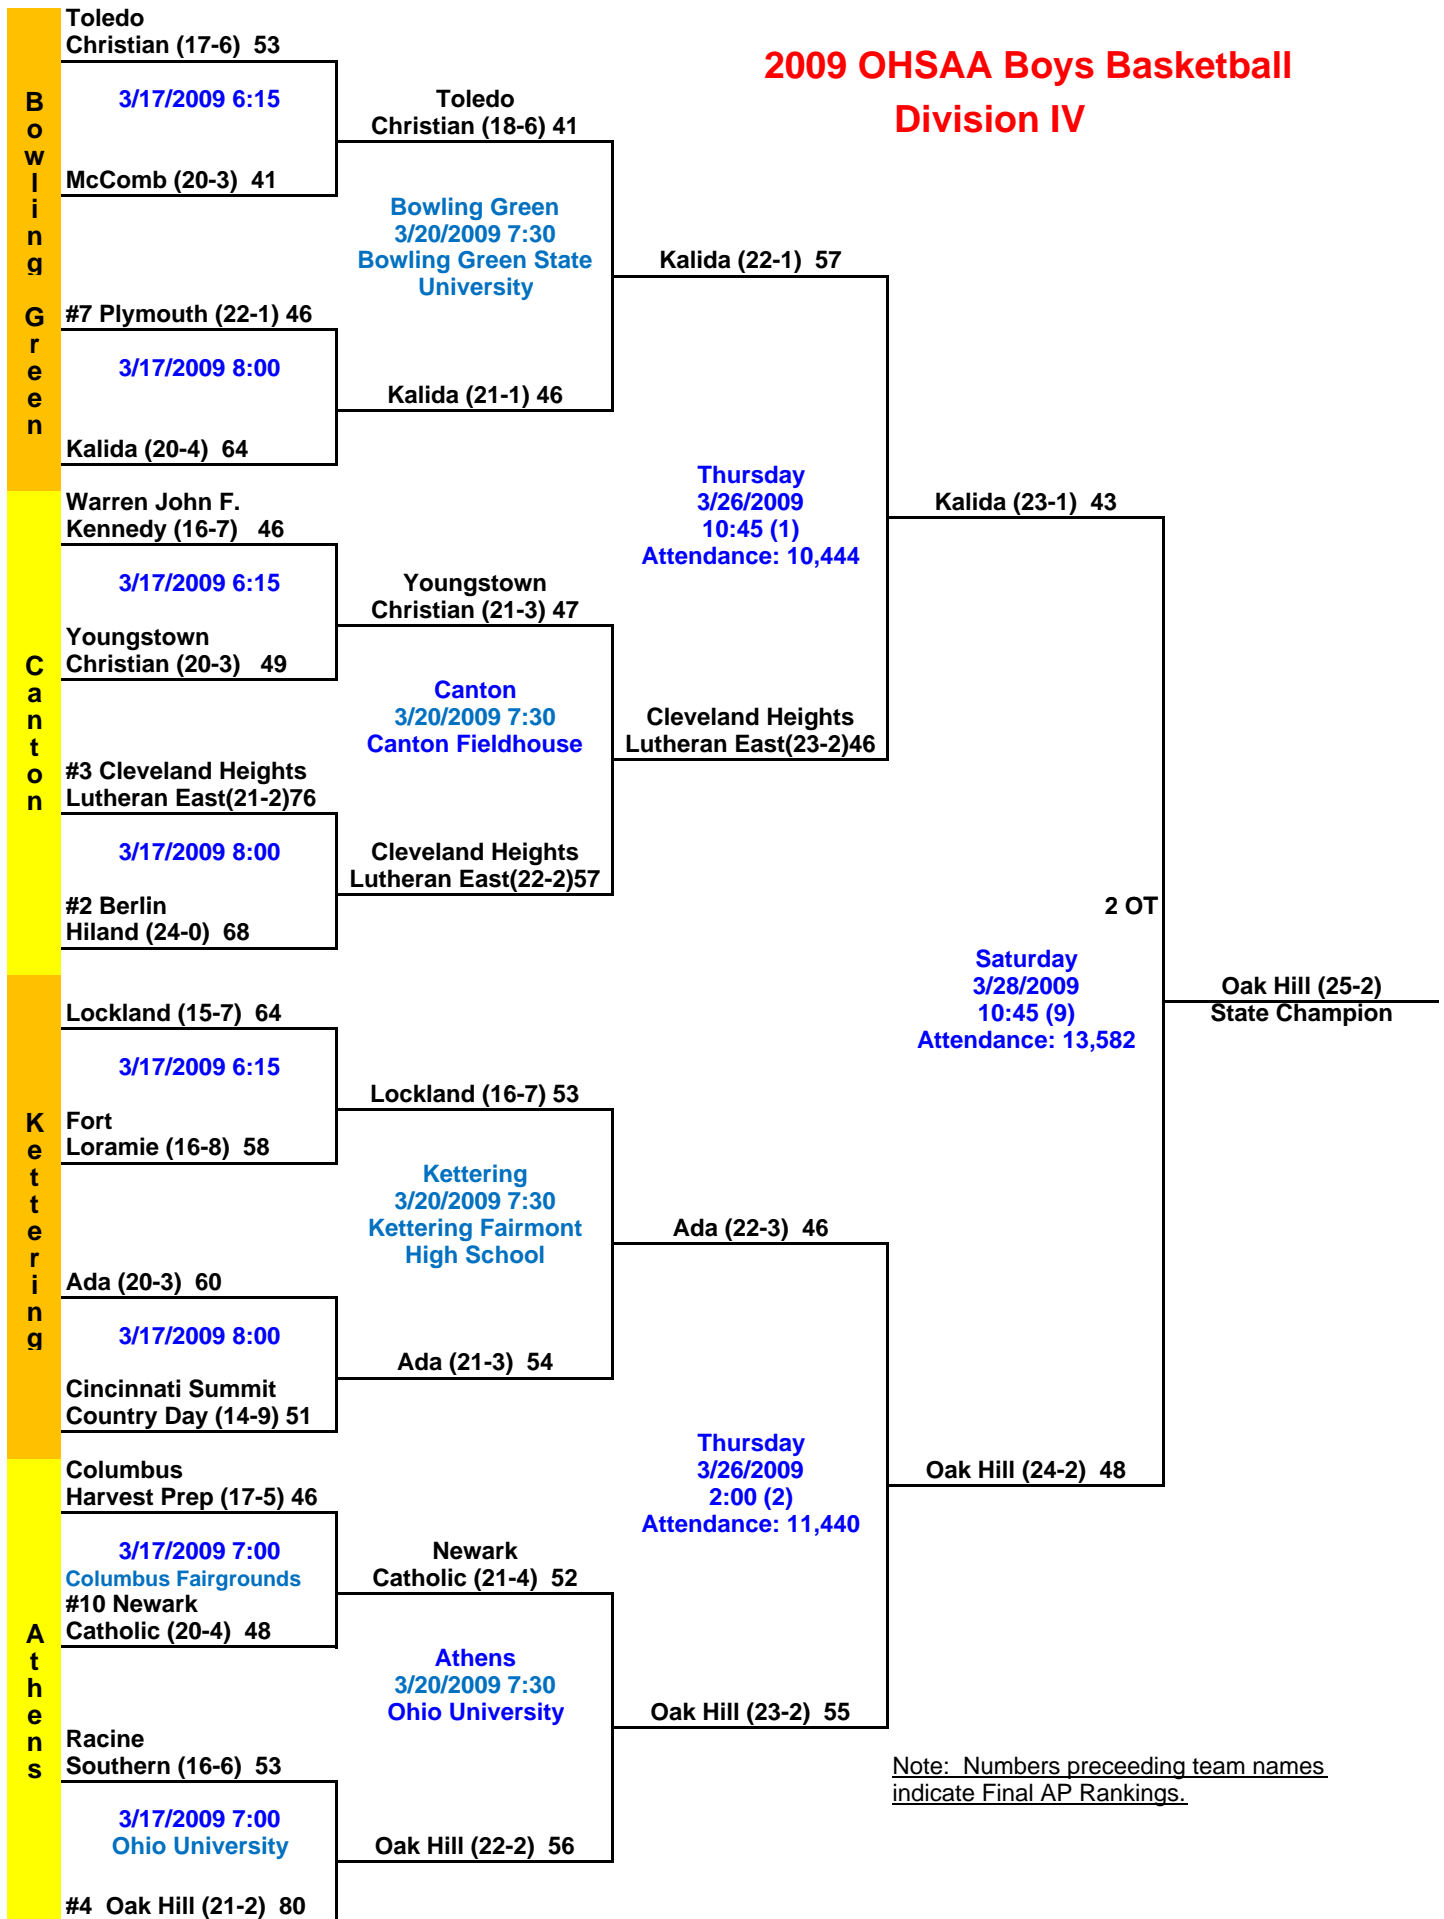 2009 OHSAA Boys Basketball
Division IV
Bowling Green
Toledo
Christian (17-6) 53
3/17/2009 6:15
McComb (20-3) 41
#7 Plymouth (22-1) 46
3/17/2009 8:00
Kalida (20-4) 64
Toledo
Christian (18-6) 41
Bowling Green
3/20/2009 7:30
Bowling Green State
University
Kalida (21-1) 46
Kalida (22-1) 57
Canton
Warren John F.
Kennedy (16-7) 46
3/17/2009 6:15
Youngstown
Christian (20-3) 49
#3 Cleveland Heights
Lutheran East(21-2)76
3/17/2009 8:00
#2 Berlin
Hiland (24-0) 68
Youngstown
Christian (21-3) 47
Canton
3/20/2009 7:30
Canton Fieldhouse
Cleveland Heights
Lutheran East(22-2)57
Cleveland Heights
Lutheran East(23-2)46
Thursday
3/26/2009
10:45 (1)
Attendance: 10,444
Kalida (23-1) 43
Kettering
Lockland (15-7) 64
3/17/2009 6:15
Fort
Loramie (16-8) 58
Ada (20-3) 60
3/17/2009 8:00
Cincinnati Summit
Country Day (14-9) 51
Lockland (16-7) 53
Kettering
3/20/2009 7:30
Kettering Fairmont
High School
Ada (21-3) 54
Ada (22-3) 46
Athens
Columbus
Harvest Prep (17-5) 46
3/17/2009 7:00
Columbus Fairgrounds
#10 Newark
Catholic (20-4) 48
Racine
Southern (16-6) 53
3/17/2009 7:00
Ohio University
#4 Oak Hill (21-2) 80
Newark
Catholic (21-4) 52
Athens
3/20/2009 7:30
Ohio University
Oak Hill (22-2) 56
Oak Hill (23-2) 55
Thursday
3/26/2009
2:00 (2)
Attendance: 11,440
Oak Hill (24-2) 48
2 OT
Saturday
3/28/2009
10:45 (9)
Attendance: 13,582
Oak Hill (25-2)
State Champion
Note: Numbers preceeding team names
indicate Final AP Rankings.